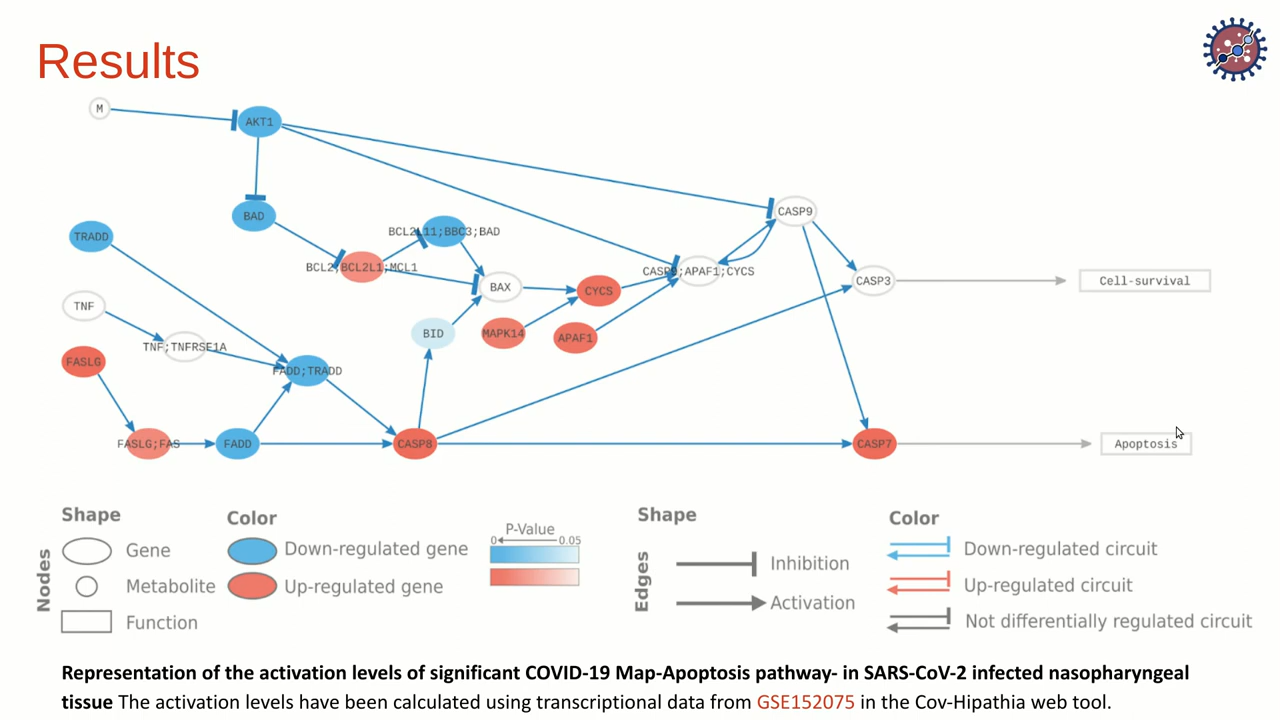 Results
M
AKT1
BAD
TRADD
BCL2L11;BBC3;BAD
BCL2;BCL2L1;MCL1
CASP9
CASP9;APAF1;CYCS
CASP3
Cell-survival
BAX
CYCS
TNF
BID
MAPK14
APAF1
TNF;TNFRSE1A
FASLG
FADD;TRADD
FASLG;FAS
FADD
CASP8
CASP7
Apoptosis
Nodes
Shape
Gene
Metabolite
Function
Color
Down-regulated gene
Up-regulated gene
P-Value
0 0.05
Edges
Shape
Inhibition
Activation
Color
Down-regulated circuit
Up-regulated circuit
Not differentially regulated circuit
Representation of the activation levels of significant COVID-19 Map-Apoptosis pathway- in SARS-CoV-2 infected nasopharyngeal
tissue The activation levels have been calculated using transcriptional data from GSE152075 in the Cov-Hipathia web tool.